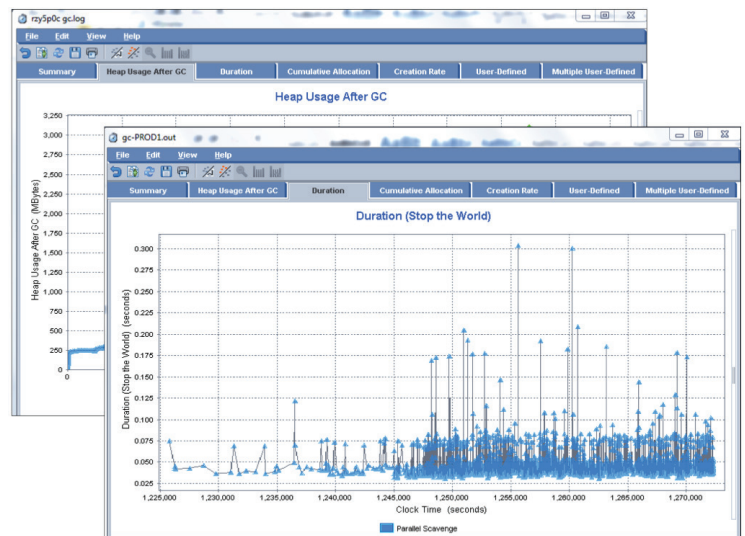 rzy5p0c gc.log
File Edit View Help
Summary Heap Usage After GC Duration Cumulative Allocation Creation Rate User-Defined Multiple User-Defined
Heap Usage After GC
3,250
3,000
2,750
2,500
2,250
2,000
1,750
1,500
1,250
1,000
750
500
250
0
0
Heap Usage After GC (MBytes)
gc-PROD1.out
File Edit View Help
Summary Heap Usage After GC Duration Cumulative Allocation Creation Rate User-Defined Multiple User-Defined
Duration (Stop the World)
0.300
0.275
0.250
0.225
0.200
0.175
0.150
0.125
0.100
0.075
0.050
0.025
Duration (Stop the World) (seconds)
1,225,000 1,230,000 1,235,000 1,240,000 1,245,000 1,250,000 1,255,000 1,260,000 1,265,000 1,270,000
Clock Time (seconds)
Parallel Scavenge